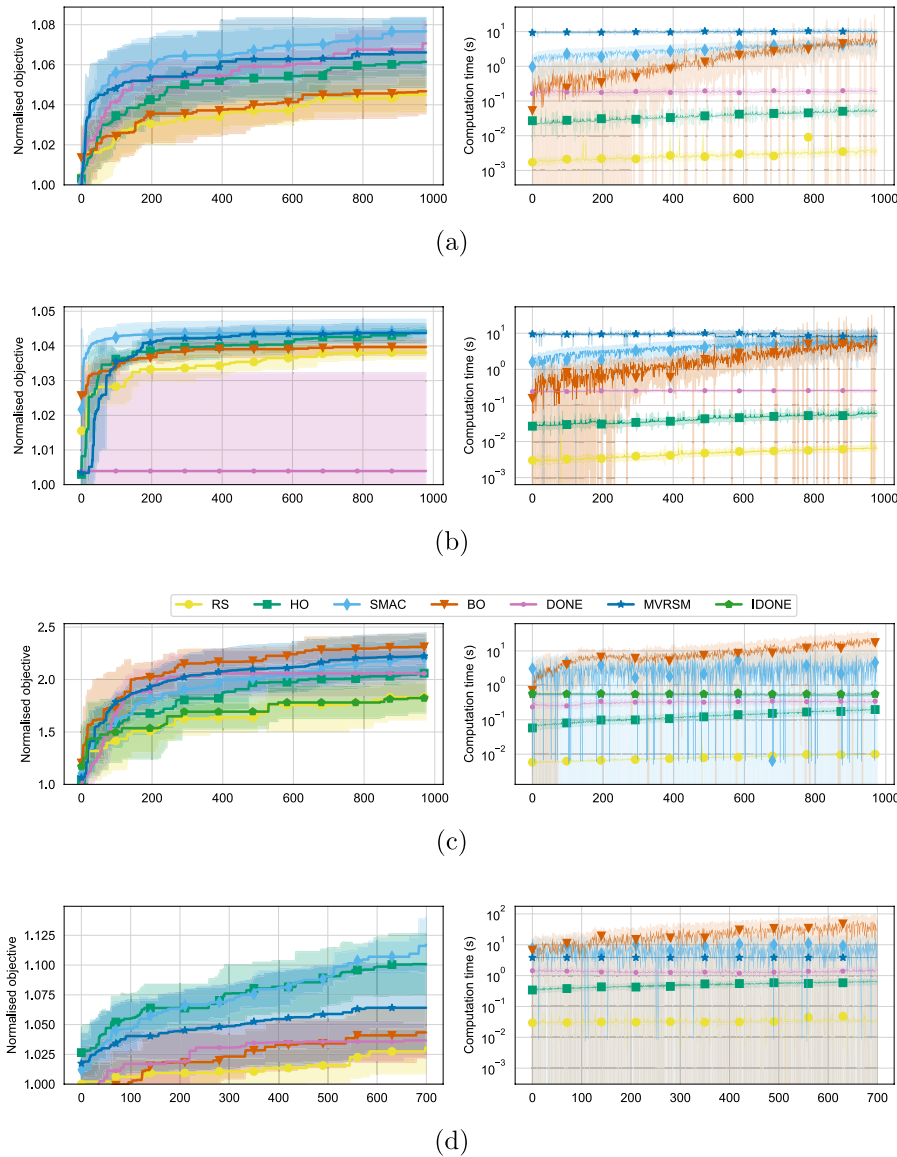 Normalised objective
1.08
1.06
1.04
1.02
1.00
0 200 400 600 800 1000
Computation time (s)
10^1
10^0
10^-1
10^-2
10^-3
0 200 400 600 800 1000
(a)
Normalised objective
1.05
1.04
1.03
1.02
1.01
1.00
0 200 400 600 800 1000
Computation time (s)
10^1
10^0
10^-1
10^-2
10^-3
0 200 400 600 800 1000
(b)
RS HO SMAC BO DONE MVRSM IDONE
Normalised objective
2.5
2.0
1.5
1.0
0 200 400 600 800 1000
Computation time (s)
10^1
10^0
10^-1
10^-2
0 200 400 600 800 1000
(c)
Normalised objective
1.125
1.100
1.075
1.050
1.025
1.000
0 100 200 300 400 500 600 700
Computation time (s)
10^2
10^1
10^0
10^-1
10^-2
10^-3
0 100 200 300 400 500 600 700
(d)